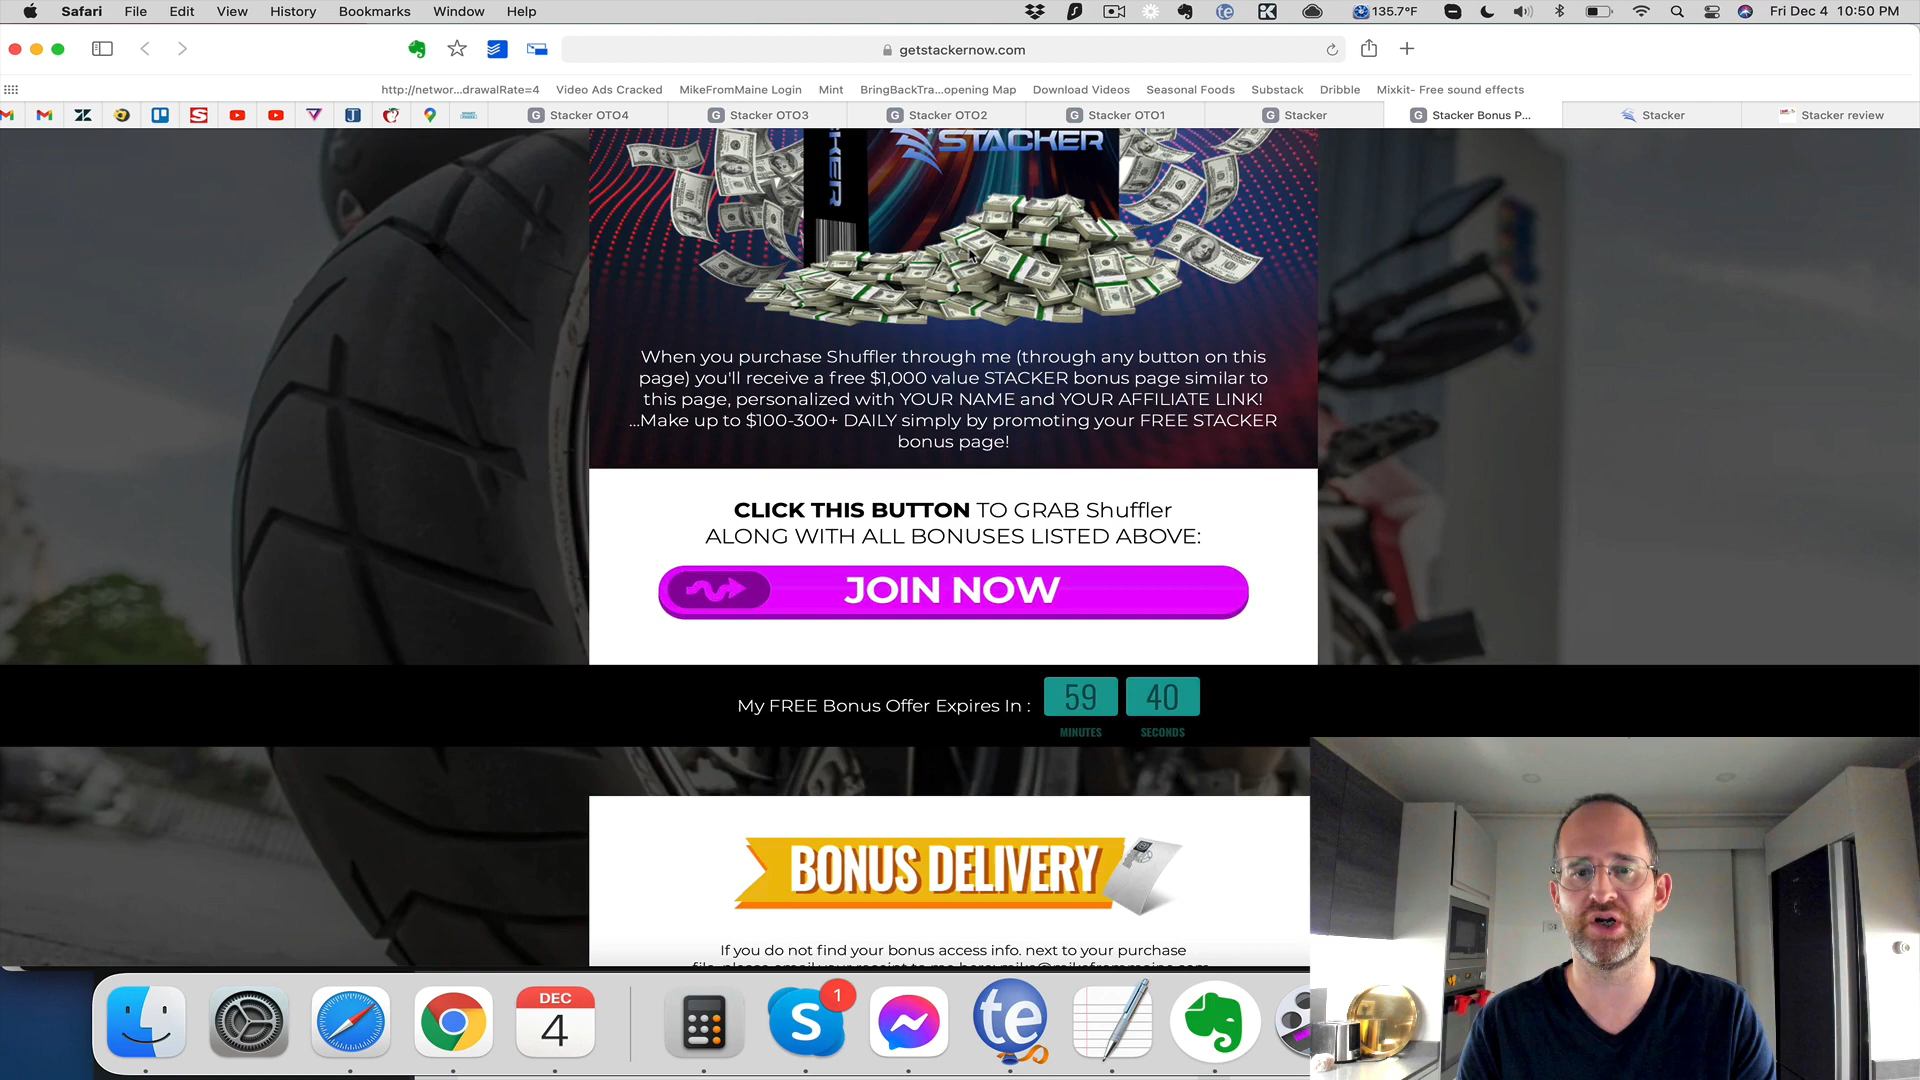 Safari File Edit View History Bookmarks Window Help 135.7°F Fri Dec 4 10:50 PM
getstackernow.com
http://networ...drawalRate=4 Video Ads Cracked MikeFromMaine Login Mint BringBackTra...opening Map Download Videos Seasonal Foods Substack Dribble Mixkit- Free sound effects
Stacker OTO4 Stacker OTO3 Stacker OTO2 Stacker OTO1 Stacker Stacker Bonus P... Stacker Stacker review
STACKER
When you purchase Shuffler through me (through any button on this
page) you'll receive a free $1,000 value STACKER bonus page similar to
this page, personalized with YOUR NAME and YOUR AFFILIATE LINK!
...Make up to $100-300+ DAILY simply by promoting your FREE STACKER
bonus page!
CLICK THIS BUTTON TO GRAB Shuffler
ALONG WITH ALL BONUSES LISTED ABOVE:
JOIN NOW
My FREE Bonus Offer Expires In : 59 40
MINUTES SECONDS
BONUS DELIVERY
If you do not find your bonus access info. next to your purchase
DEC
4
S
1
te